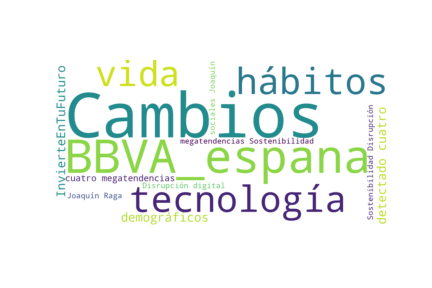 vida
hábitos
Cambios
BBVA_espana
tecnología
InvierteEnTuFuturo
sociales Joaquín
megatendencias Sostenibilidad
cuatro megatendencias
Disrupción digital
Joaquín Raga
demográficos
Sostenibilidad Disrupción
detectado cuatro